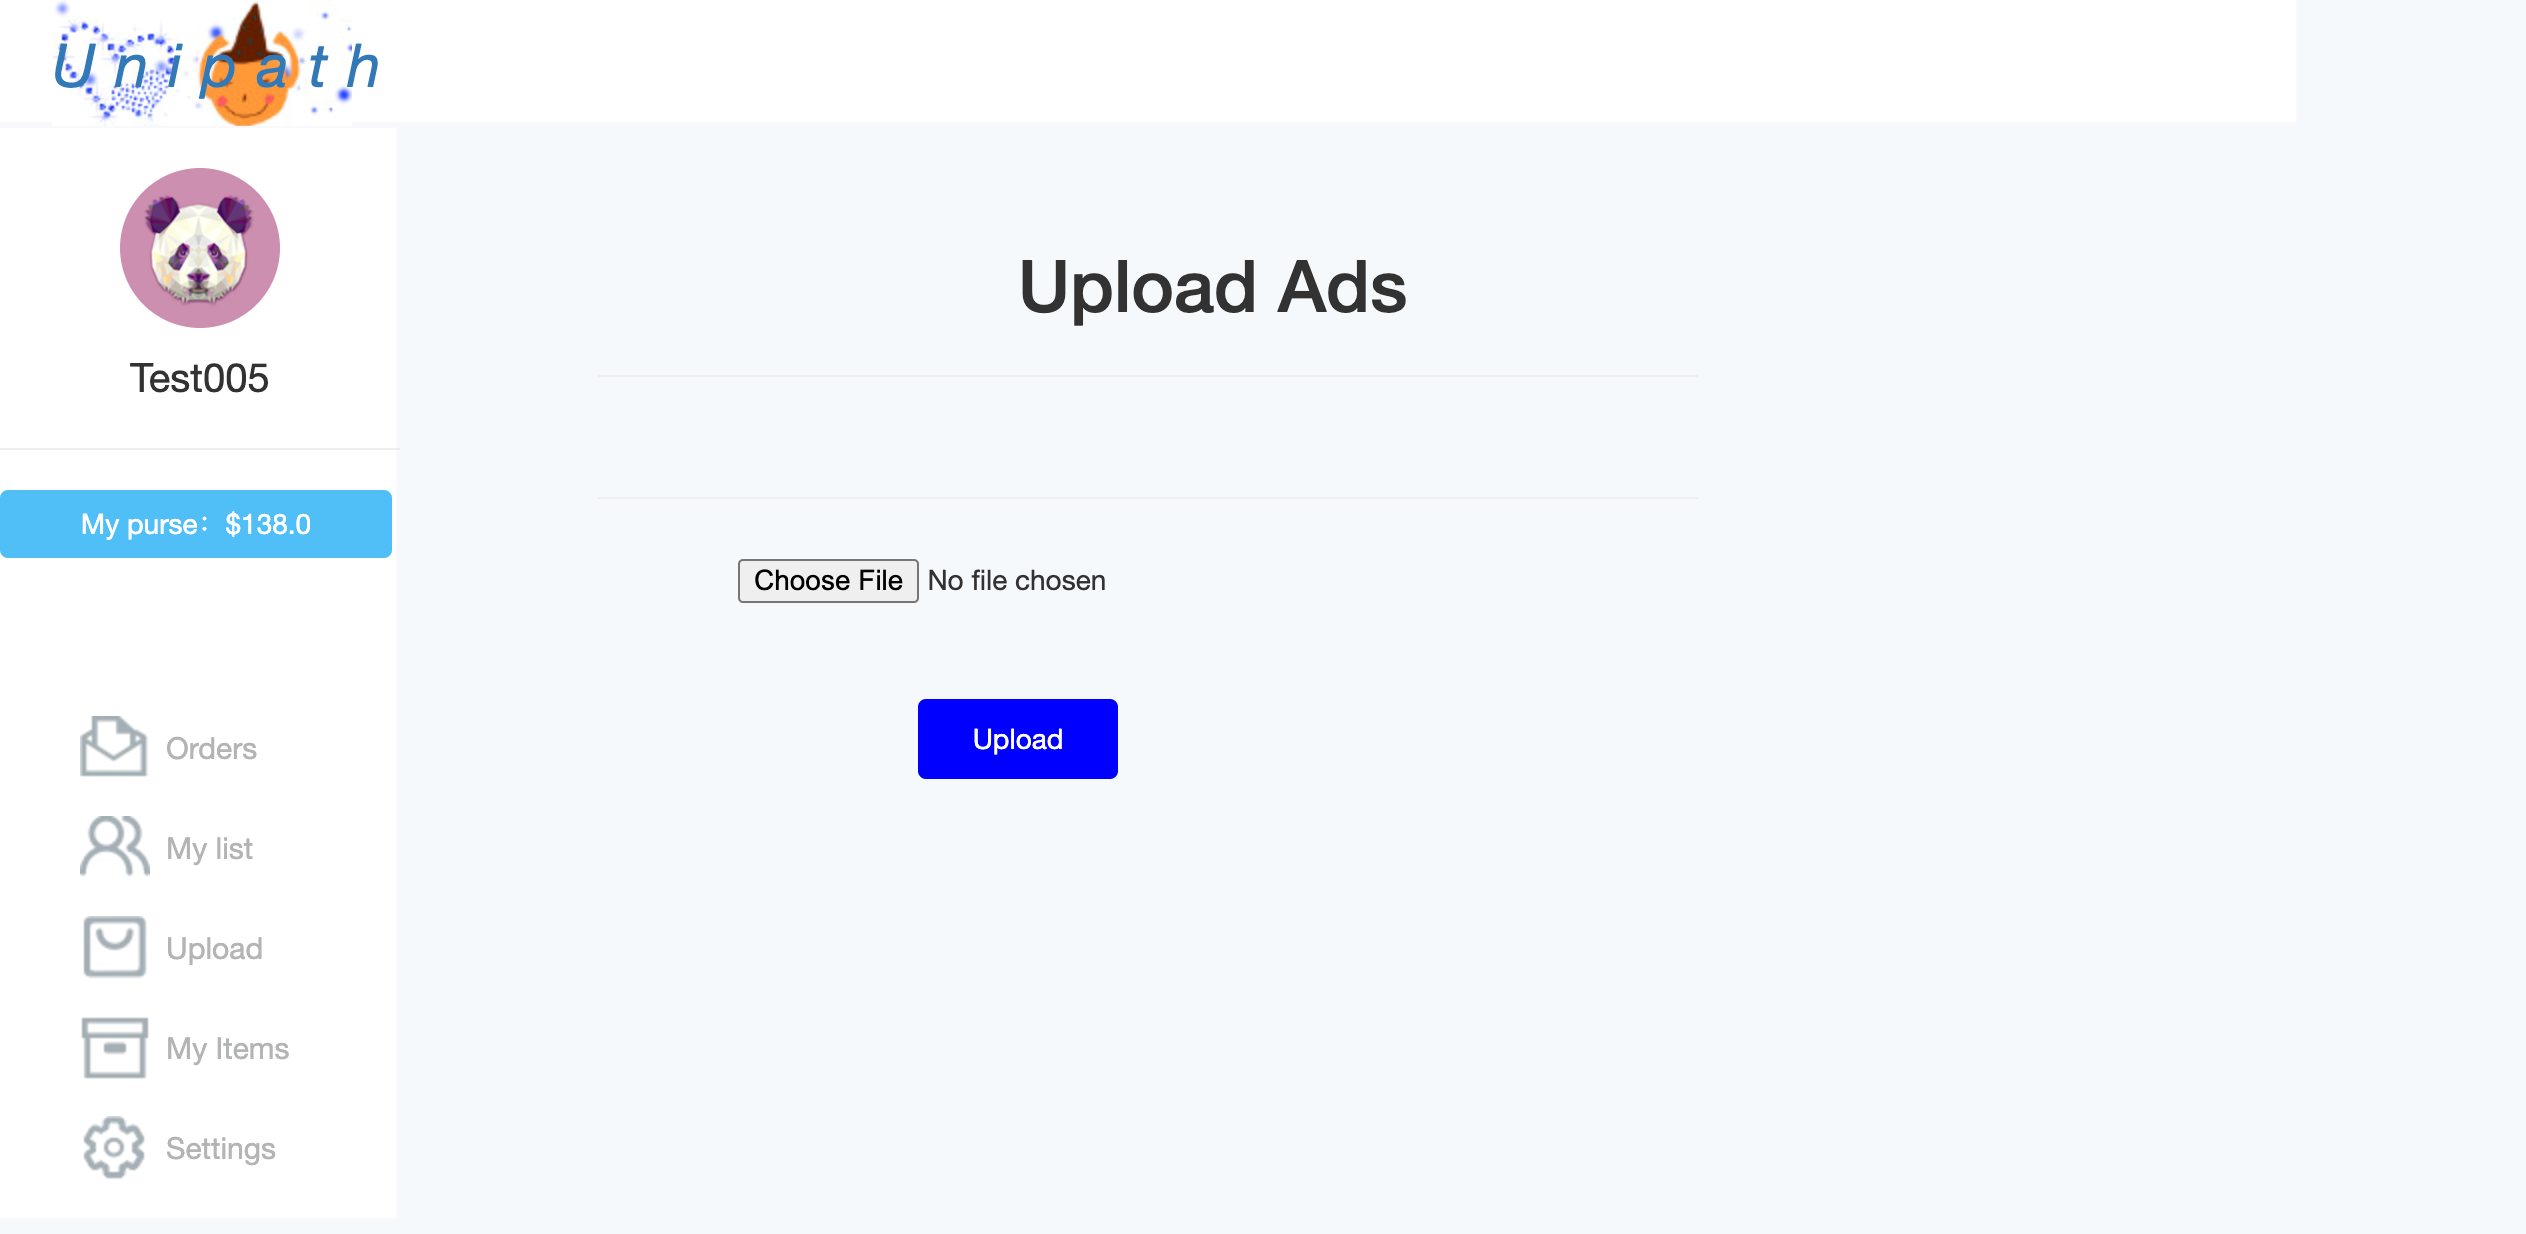 Unipath
Test005
My purse：$138.0
Orders
My list
Upload
My Items
Settings
Upload Ads
Choose File No file chosen
Upload